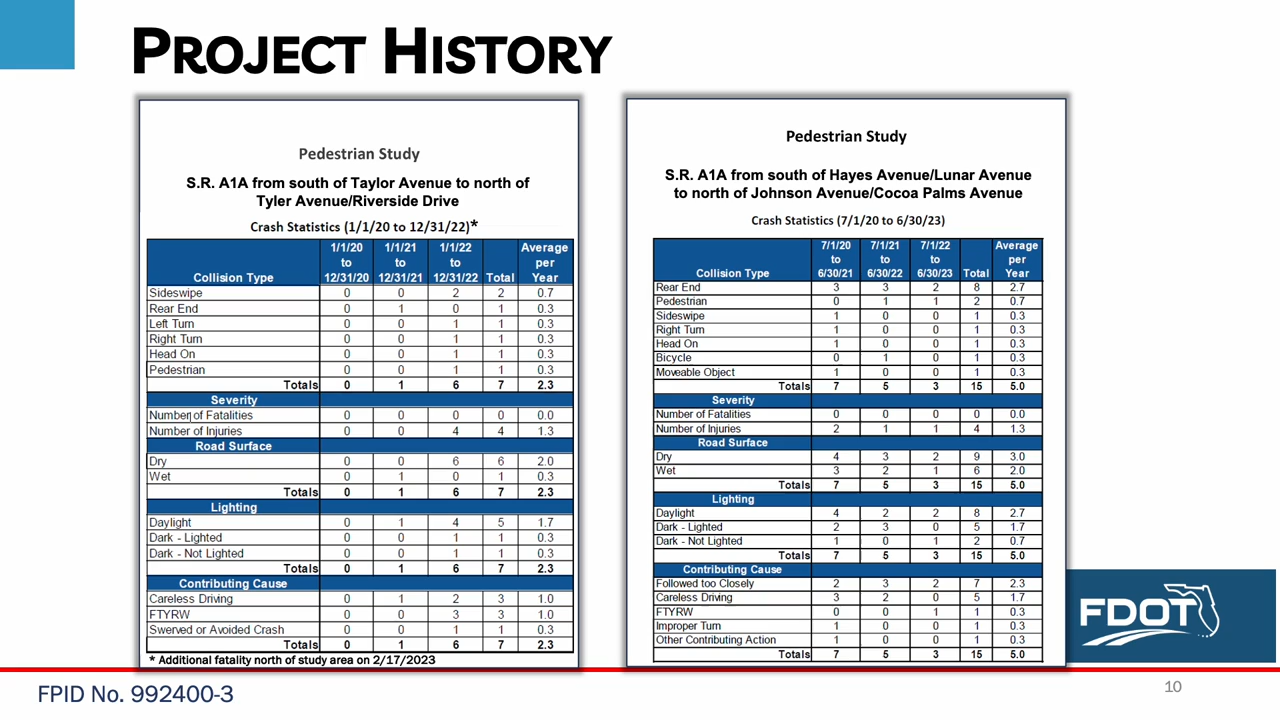 PROJECT HISTORY
Pedestrian Study
S.R. A1A from south of Taylor Avenue to north of
Tyler Avenue/Riverside Drive
Crash Statistics (1/1/20 to 12/31/22)*
Collision Type 1/1/20 to 12/31/20 1/1/21 to 12/31/21 1/1/22 to 12/31/22 Total Average per Year
Sideswipe 0 0 2 2 0.7
Rear End 0 1 0 1 0.3
Left Turn 0 0 1 1 0.3
Right Turn 0 0 1 1 0.3
Head On 0 0 1 1 0.3
Pedestrian 0 0 1 1 0.3
Totals 0 1 6 7 2.3
Severity
Number of Fatalities 0 0 0 0 0.0
Number of Injuries 0 0 4 4 1.3
Road Surface
Dry 0 0 6 6 2.0
Wet 0 1 0 1 0.3
Totals 0 1 6 7 2.3
Lighting
Daylight 0 1 4 5 1.7
Dark - Lighted 0 0 1 1 0.3
Dark - Not Lighted 0 0 1 1 0.3
Totals 0 1 6 7 2.3
Contributing Cause
Careless Driving 0 1 2 3 1.0
FTYRW 0 0 3 3 1.0
Swerved or Avoided Crash 0 0 1 1 0.3
Totals 0 1 6 7 2.3
* Additional fatality north of study area on 2/17/2023
Pedestrian Study
S.R. A1A from south of Hayes Avenue/Lunar Avenue
to north of Johnson Avenue/Cocoa Palms Avenue
Crash Statistics (7/1/20 to 6/30/23)
Collision Type 7/1/20 to 6/30/21 7/1/21 to 6/30/22 7/1/22 to 6/30/23 Total Average per Year
Rear End 3 3 2 8 2.7
Pedestrian 0 1 1 2 0.7
Sideswipe 1 0 0 1 0.3
Right Turn 1 0 0 1 0.3
Head On 1 0 0 1 0.3
Bicycle 0 1 0 1 0.3
Moveable Object 1 0 0 1 0.3
Totals 7 5 3 15 5.0
Severity
Number of Fatalities 0 0 0 0 0.0
Number of Injuries 2 1 1 4 1.3
Road Surface
Dry 4 3 2 9 3.0
Wet 3 2 1 6 2.0
Totals 7 5 3 15 5.0
Lighting
Daylight 4 2 2 8 2.7
Dark - Lighted 2 3 0 5 1.7
Dark - Not Lighted 1 0 1 2 0.7
Totals 7 5 3 15 5.0
Contributing Cause
Followed too Closely 2 3 2 7 2.3
Careless Driving 3 2 0 5 1.7
FTYRW 0 0 1 1 0.3
Improper Turn 1 0 0 1 0.3
Other Contributing Action 1 0 0 1 0.3
Totals 7 5 3 15 5.0
FDOT
FPID No. 992400-3
10